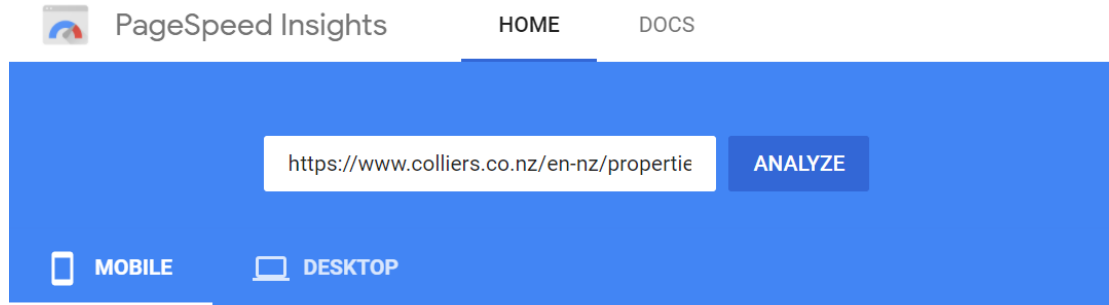 PageSpeed Insights HOME DOCS
https://www.colliers.co.nz/en-nz/propertie ANALYZE
MOBILE DESKTOP